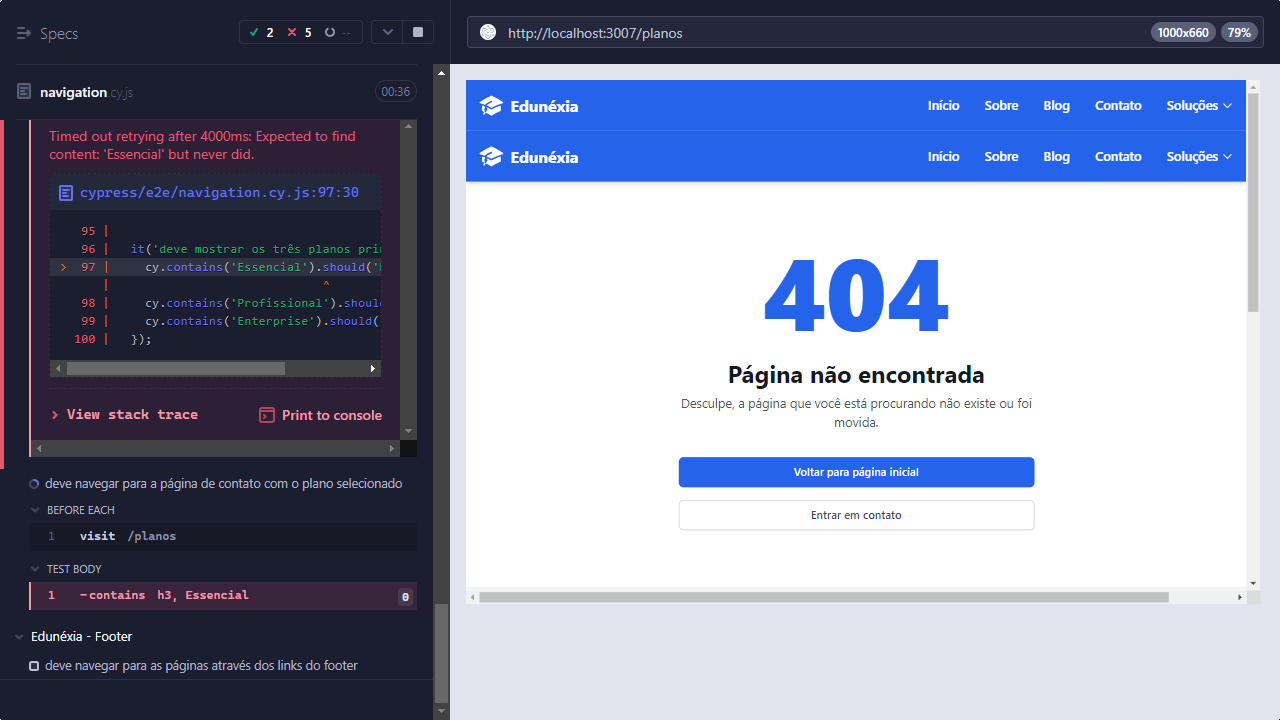 Specs
2
5
--
navigation.cy.js
00:36
Timed out retrying after 4000ms: Expected to find
content: 'Essencial' but never did.
cypress/e2e/navigation.cy.js:97:30
95 |
96 | it('deve mostrar os três planos
> 97 | cy.contains('Essencial').should('
| ^
98 | cy.contains('Profissional').shoul
99 | cy.contains('Enterprise').should(
100 | });
View stack trace
Print to console
deve navegar para a página de contato com o plano selecionado
BEFORE EACH
1 visit /planos
TEST BODY
1 -contains h3, Essencial 0
Edunéxia - Footer
deve navegar para as páginas através dos links do footer
http://localhost:3007/planos
1000x660
79%
Edunéxia
Início
Sobre
Blog
Contato
Soluções
Edunéxia
Início
Sobre
Blog
Contato
Soluções
404
Página não encontrada
Desculpe, a página que você está procurando não existe ou foi
movida.
Voltar para página inicial
Entrar em contato